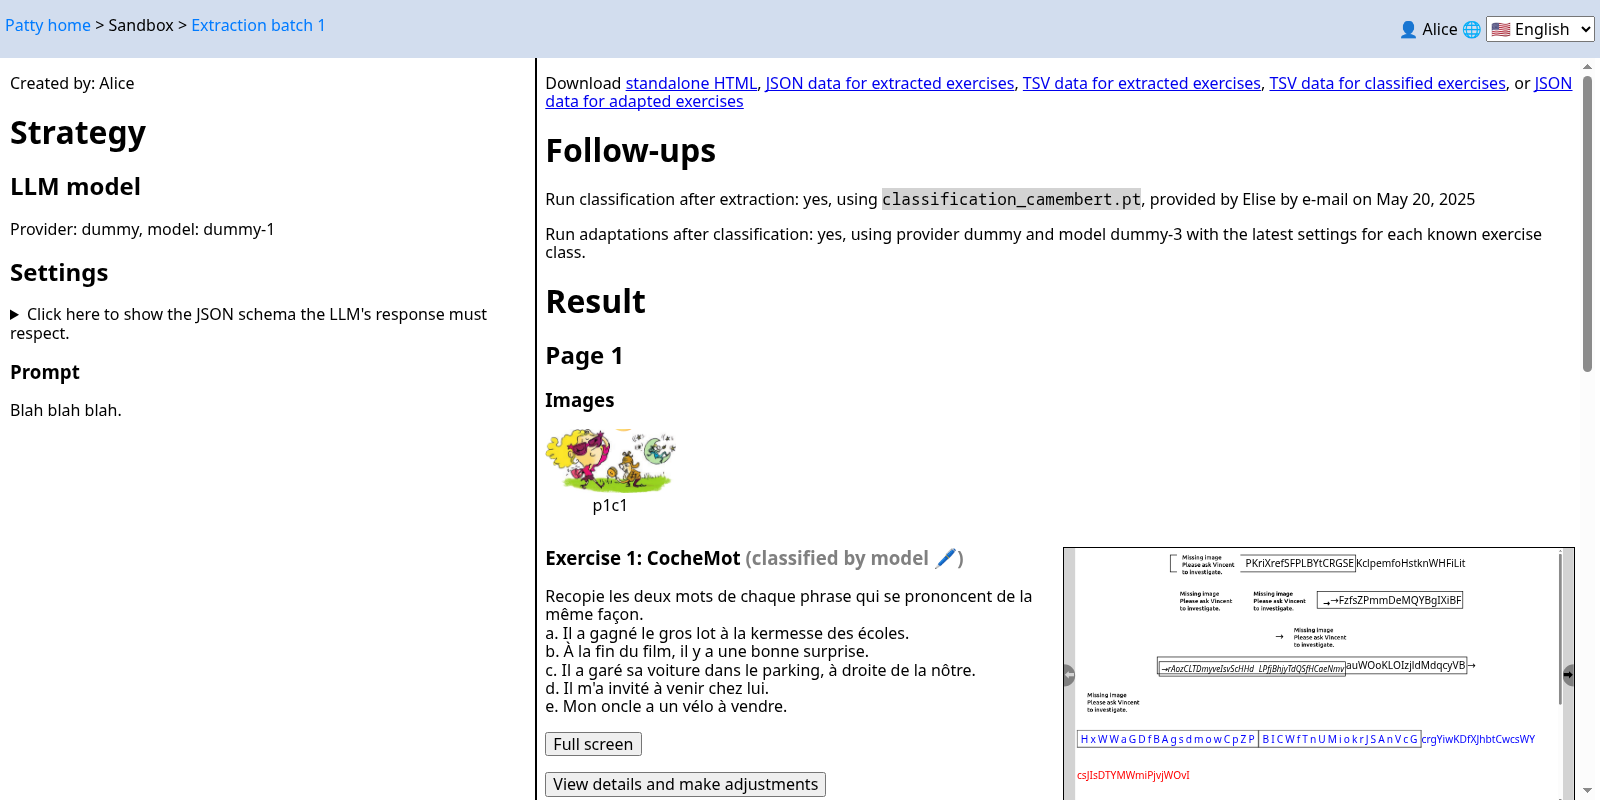 Patty home > Sandbox > Extraction batch 1
👤 Alice 🌐 🇺🇸 English
Created by: Alice
Strategy
LLM model
Provider: dummy, model: dummy-1
Settings
▶ Click here to show the JSON schema the LLM's response must
respect.
Prompt
Blah blah blah.
Download standalone HTML, JSON data for extracted exercises, TSV data for extracted exercises, TSV data for classified exercises, or JSON
data for adapted exercises
Follow-ups
Run classification after extraction: yes, using classification_camembert.pt, provided by Elise by e-mail on May 20, 2025
Run adaptations after classification: yes, using provider dummy and model dummy-3 with the latest settings for each known exercise
class.
Result
Page 1
Images
p1c1
Exercise 1: CocheMot (classified by model 🖊️)
Recopie les deux mots de chaque phrase qui se prononcent de la
même façon.
a. Il a gagné le gros lot à la kermesse des écoles.
b. À la fin du film, il y a une bonne surprise.
c. Il a garé sa voiture dans le parking, à droite de la nôtre.
d. Il m'a invité à venir chez lui.
e. Mon oncle a un vélo à vendre.
Full screen
View details and make adjustments
Missing image
Please ask Vincent
to investigate.
PKriXrefSFPLBYtCRGSEKclpemfoHstknWHFiLit
Missing image
Please ask Vincent
to investigate.
Missing image
Please ask Vincent
to investigate.
→→FzfsZPmmDeMQYBgIXiBF
→
Missing image
Please ask Vincent
to investigate.
→rAozCLTDmyveIsvScHHd LPfjBhjyTdQSfHCaeNmvauWOoKLOIzjldMdqcyVB→
Missing image
Please ask Vincent
to investigate.
HxWWaGDfBAgsdmowCpZPBICWfTnUMiokrJSAnVcGcrgYiwKDfXJhbtCwcsWY
csJIsDTYMWmiPjvjWOvI